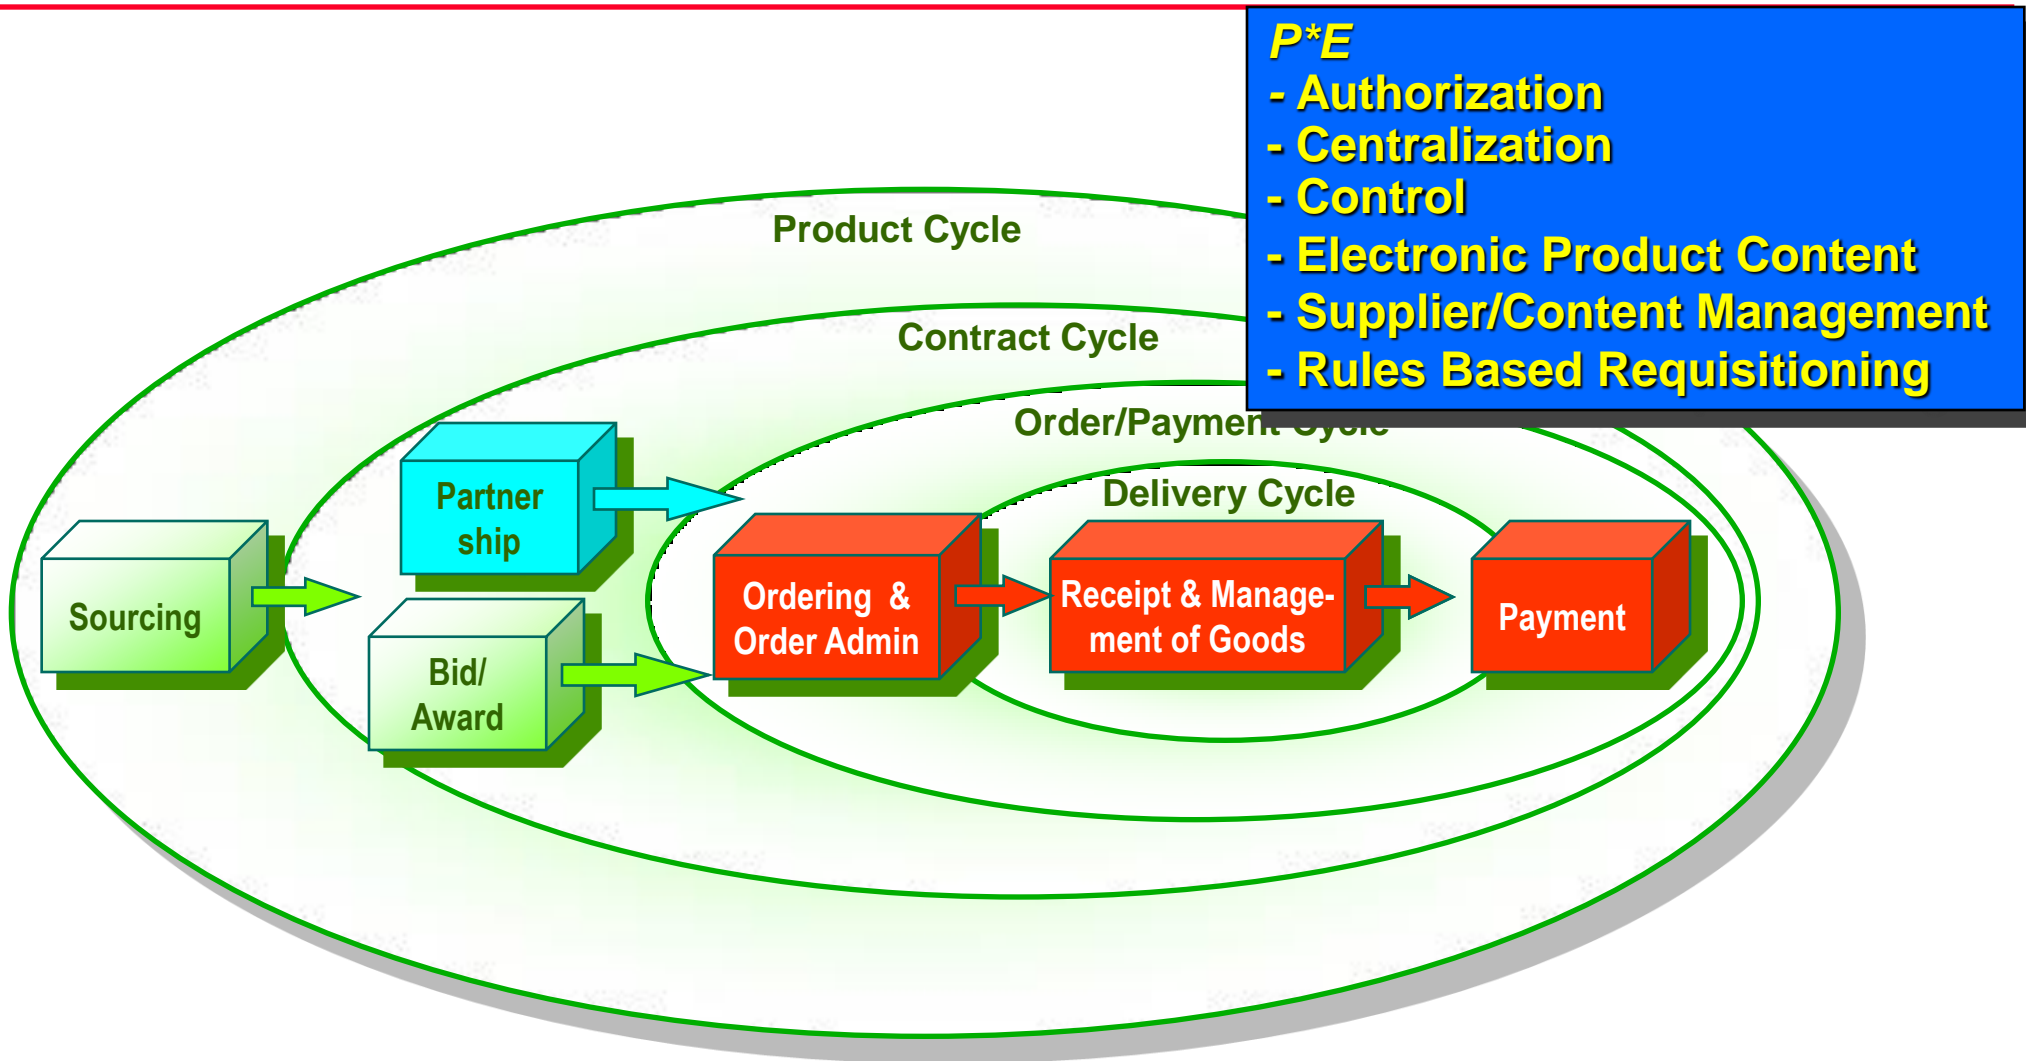 P*E
- Authorization
- Centralization
- Control
- Electronic Product Content
- Supplier/Content Management
- Rules Based Requisitioning
Product Cycle
Contract Cycle
Order/Payment Cycle
Delivery Cycle
Partner
ship
Sourcing
Bid/
Award
Ordering & 
Order Admin
Receipt & Manage-
ment of Goods
Payment